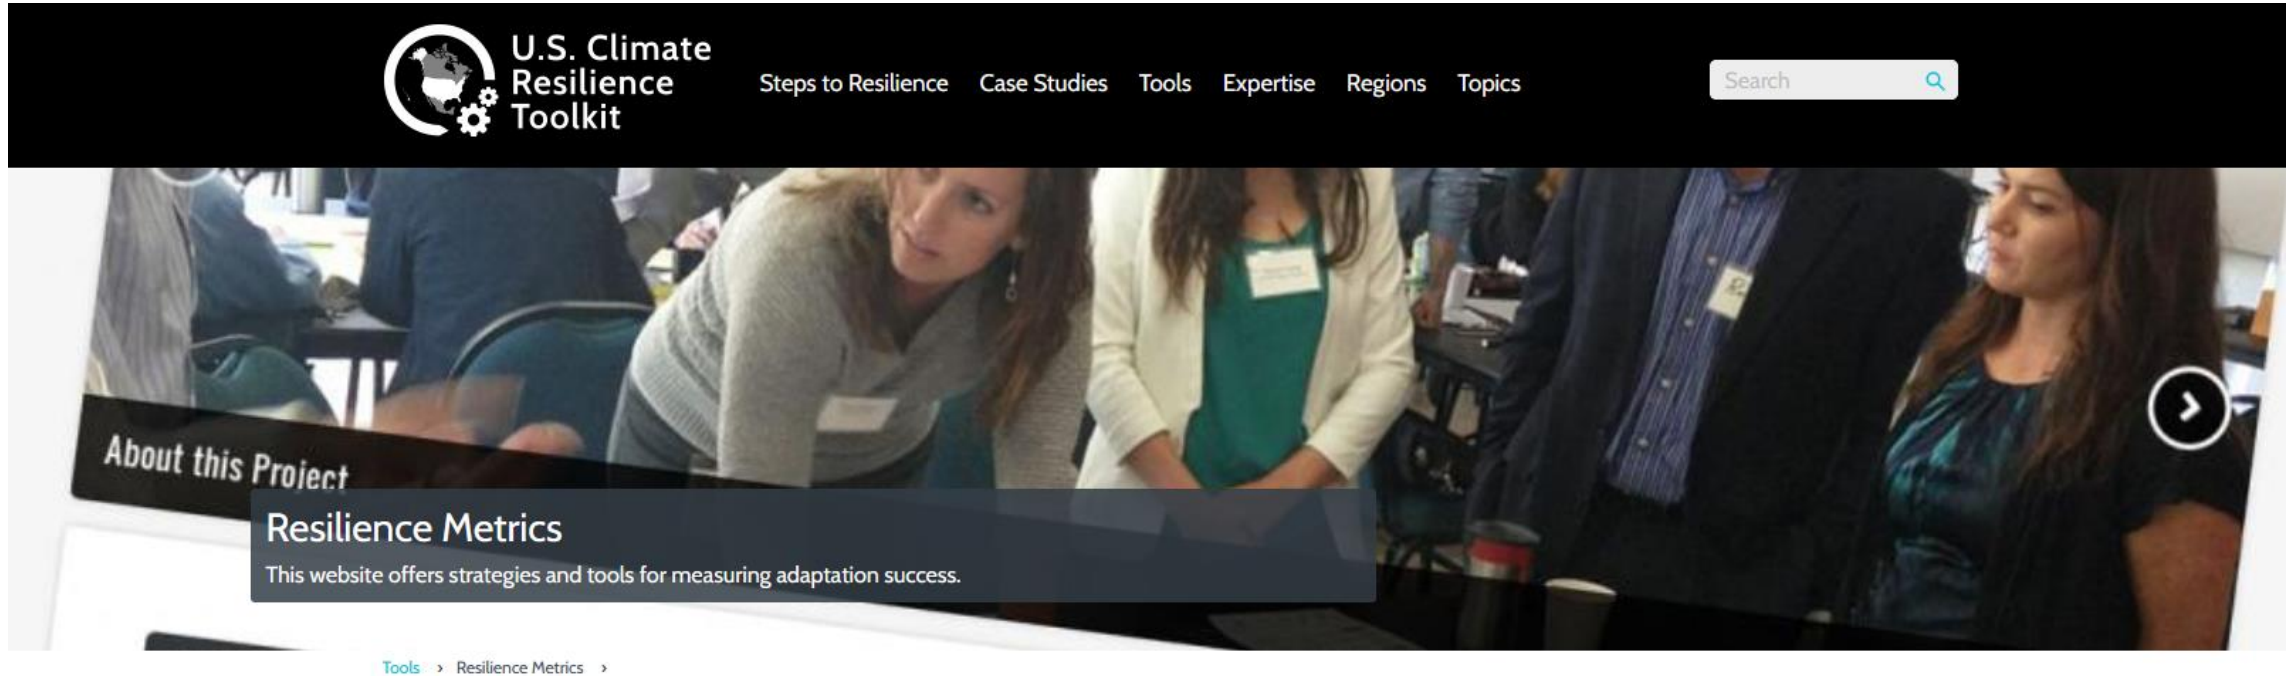 U.S. Climate
Resilience
Toolkit
Steps to Resilience Case Studies Tools Expertise Regions Topics
Search
About this Project
Resilience Metrics
This website offers strategies and tools for measuring adaptation success.
Tools › Resilience Metrics ›